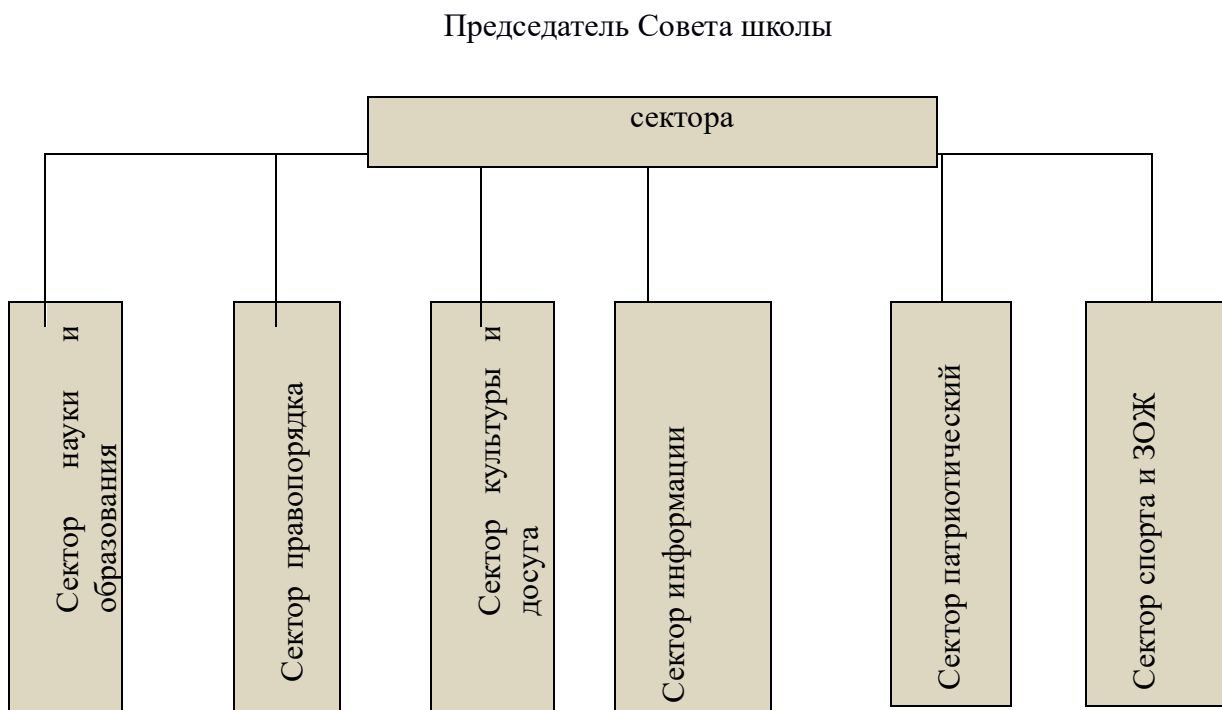 Председатель Совета школы
сектора
Сектор науки и
образования
Сектор правопорядка
Сектор культуры и
досуга
Сектор информации
Сектор патриотический
Сектор спорта и ЗОЖ